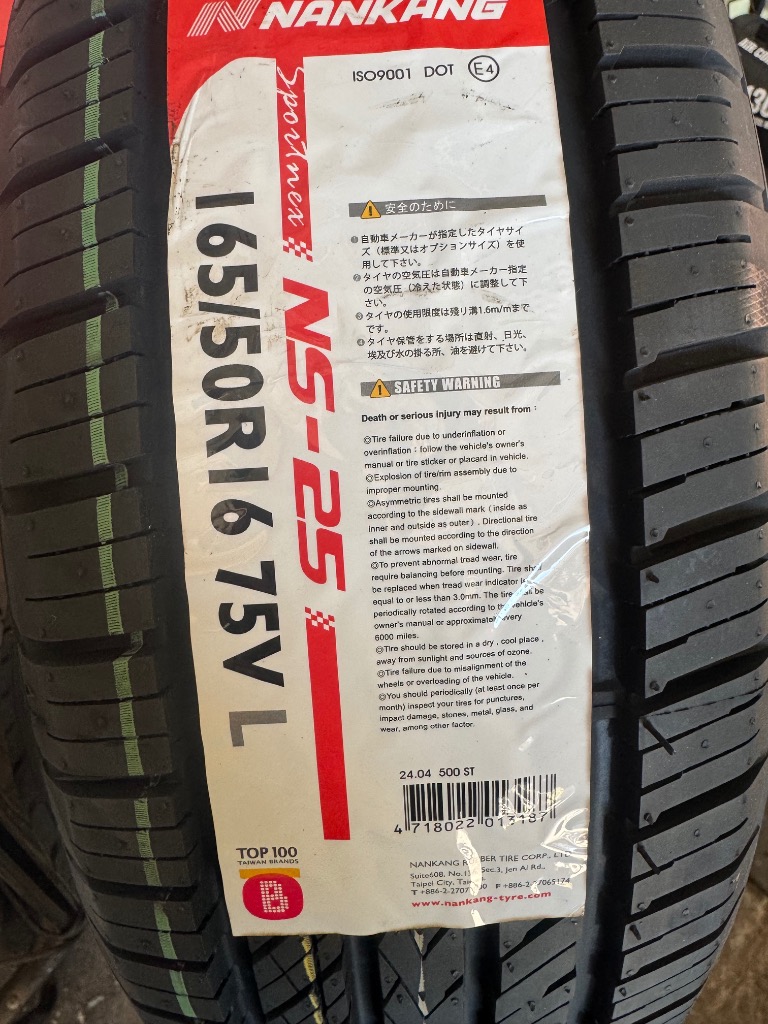 NANKANG
ISO9001 DOT E4
Sportnex
NS-25
165/50R16 75V L
安全のために
❶自動車メーカーが指定したタイヤサイ
ズ（標準又はオプションサイズ）を使
用して下さい。
❷タイヤの空気圧は自動車メーカー指定
の空気圧（冷えた状態）に調整して下
さい。
❸タイヤの使用限度は残り溝1.6m/mまで
です。
❹タイヤ保管をする場所は直射、日光、
埃及び水の掛る所、油を避けて下さい。
SAFETY WARNING
Death or serious injury may result from :
◎Tire failure due to underinflation or
overinflation : follow the vehicle's owner's
manual or tire sticker or placard in vehicle.
◎Explosion of tire/rim assembly due to
improper mounting.
◎Asymmetric tires shall be mounted
according to the sidewall mark ( inside as
inner and outside as outer ) . Directional tire
shall be mounted according to the direction
of the arrows marked on sidewall.
◎To prevent abnormal tread wear, tire
require balancing before mounting. Tire
be replaced when tread wear indicator
equal to or less than 3.0mm. The tire be
periodically rotated according to vehicle's
owner's manual or every
6000 miles.
◎Tire should be stored in a dry , cool place ,
away from sunlight and sources of ozone.
◎Tire failure due to misalignment of the
wheels or overloading of the vehicle.
◎You should periodically (at least once per
month) inspect your tires for punctures,
impact damage, stones, metal, glass, and
wear, among other factor.
24.04 500 ST
4 718022 013187
TOP 100
TAIWAN BRANDS
NANKANG RUBBER TIRE CORP., LTD
Suite608, Sec.3, Jen Ai Rd.,
Taipei City,
F +886-2-27065174
www.nankang-tyre.com